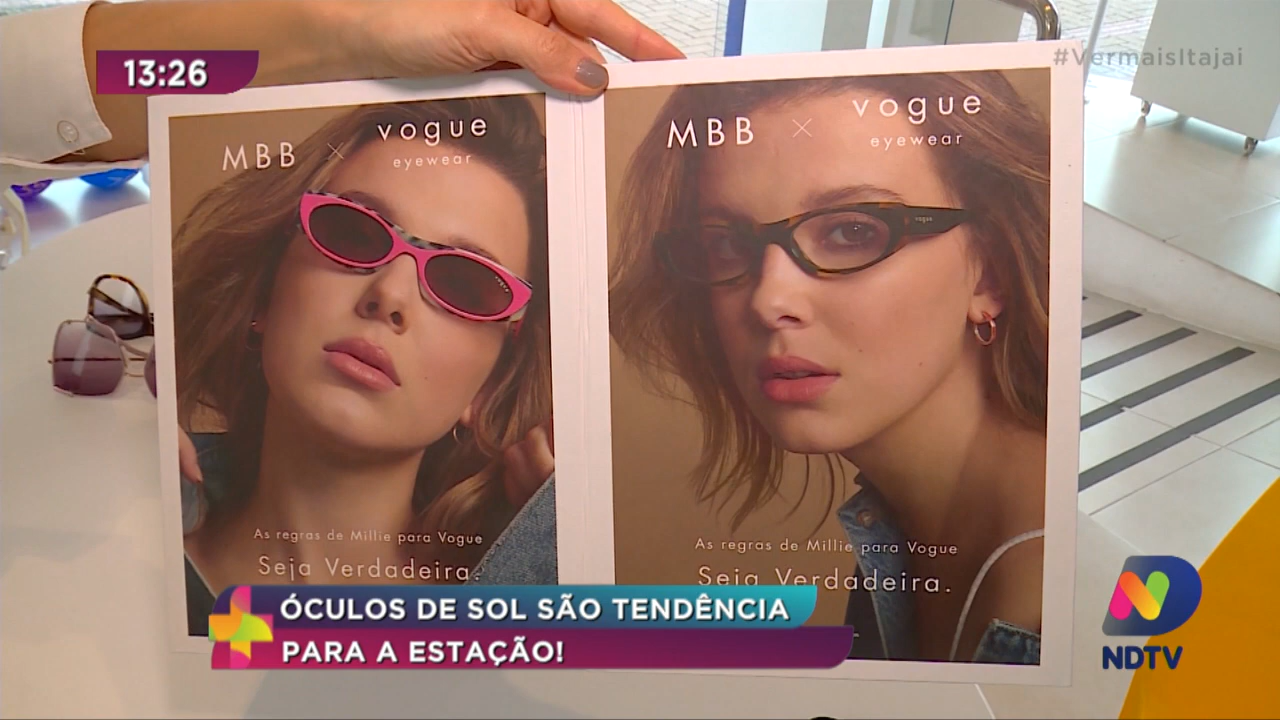 13:26
#VermaisItajai
MBB × vogue
eyewear
As regras de Millie para Vogue
Seja Verdadeira.
MBB × vogue
eyewear
vogue
As regras de Millie para Vogue
Seja Verdadeira.
ÓCULOS DE SOL SÃO TENDÊNCIA
PARA A ESTAÇÃO!
N
NDTV